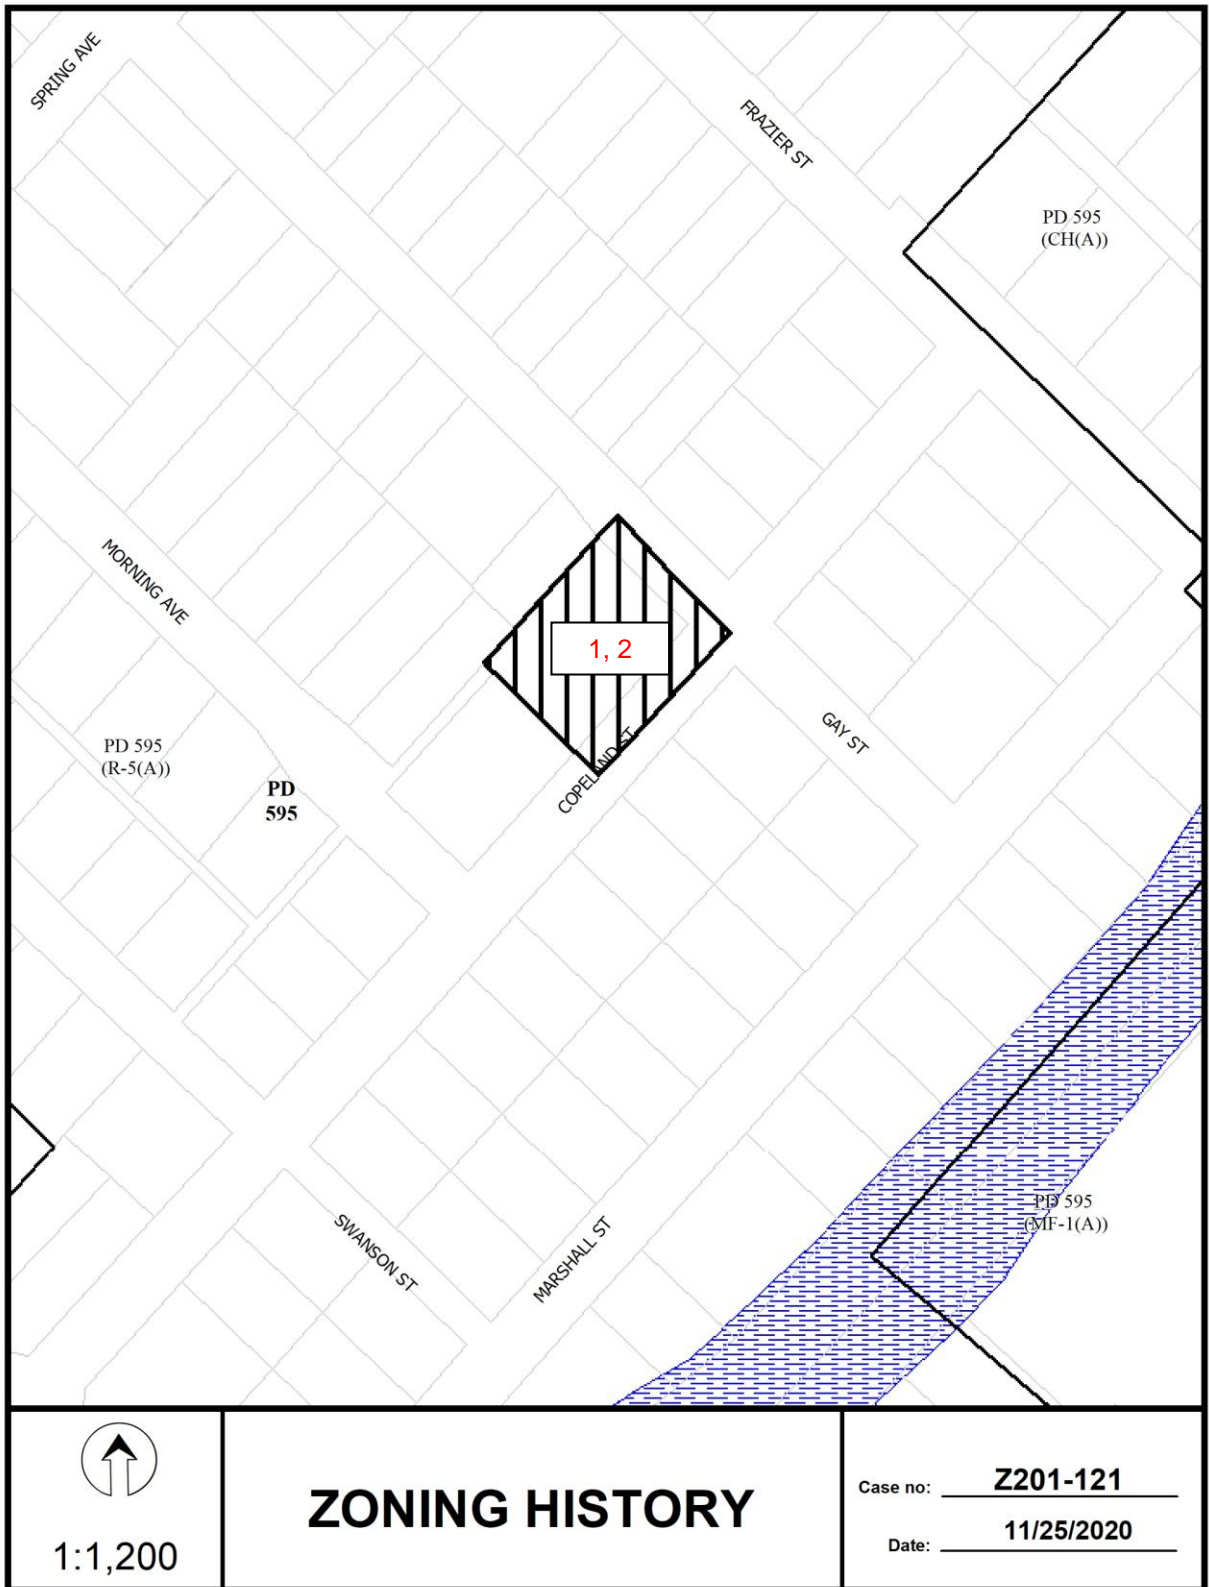 SPRING AVE
FRAZIER ST
PD 595
(CH(A))
MORNING AVE
1, 2
GAY ST
COPELAND ST
PD 595
(R-5(A))
PD
595
PD 595
(MF-1(A))
SWANSON ST
MARSHALL ST
1:1,200
ZONING HISTORY
Case no: Z201-121
Date: 11/25/2020